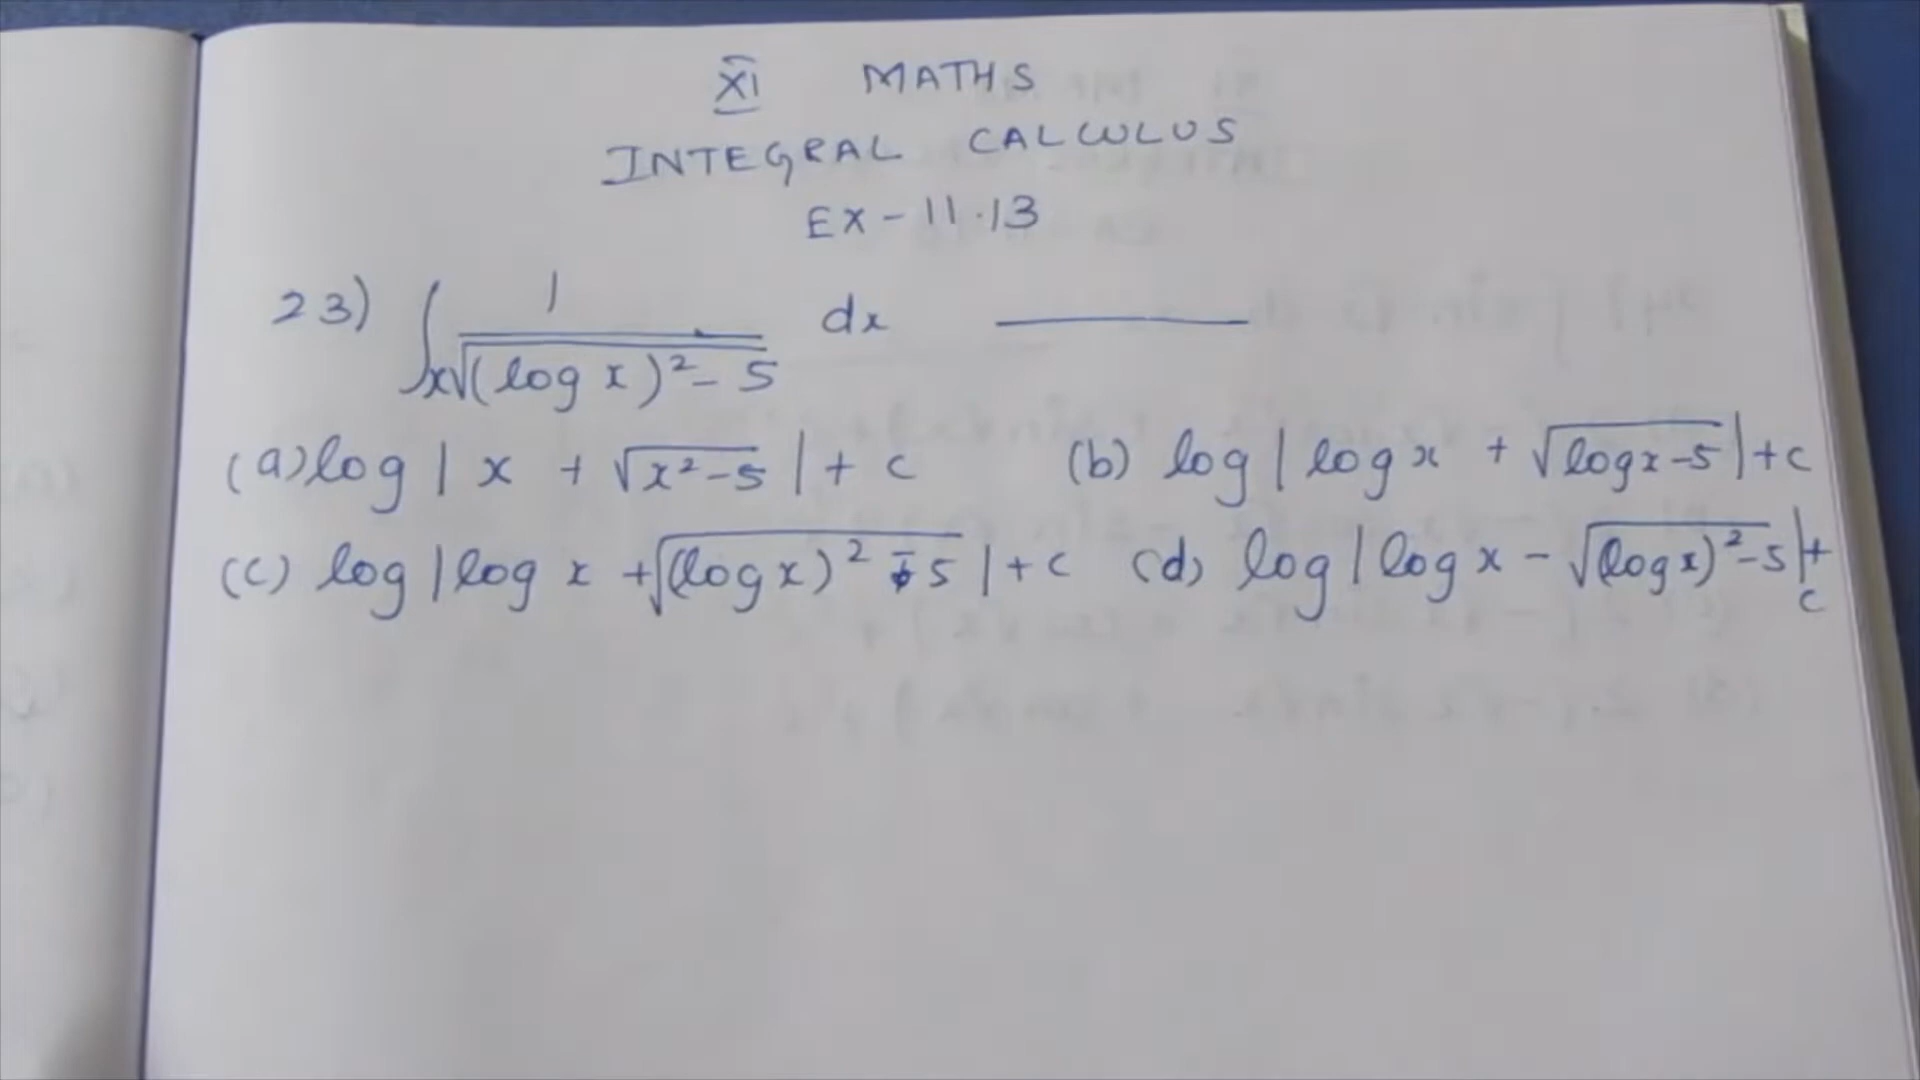 XI MATHS
INTEGRAL CALCULUS
EX - 11.13
23) ∫ 1/(x√((log x)² - 5)) dx ______
(a) log | x + √(x² - 5) | + c (b) log | log x + √(log x - 5) | + c
(c) log | log x + √((log x)² - 5) | + c (d) log | log x - √((log x)² - 5) | + c